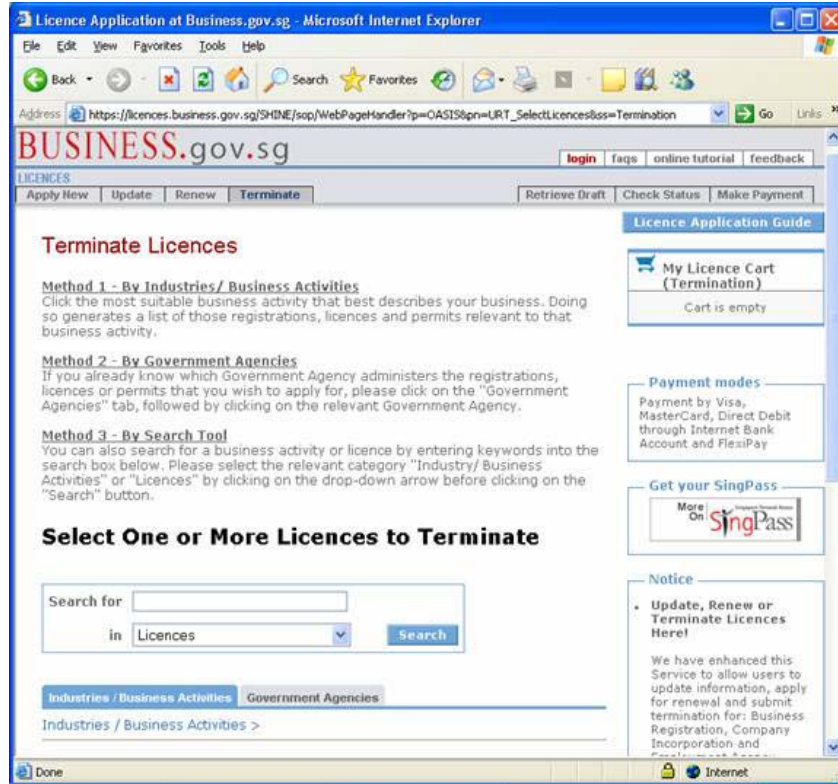 Licence Application at Business.gov.sg - Microsoft Internet Explorer
File Edit View Favorites Tools Help
Back Search Favorites
Address https://licences.business.gov.sg/SHINE/sop/WebPageHandler?p=OASIS&pn=URT_SelectLicences&ss=Termination Go Links
BUSINESS.gov.sg
login faqs online tutorial feedback
LICENCES
Apply New Update Renew Terminate Retrieve Draft Check Status Make Payment
Licence Application Guide
Terminate Licences
Method 1 - By Industries/ Business Activities
Click the most suitable business activity that best describes your business. Doing
so generates a list of those registrations, licences and permits relevant to that
business activity.
Method 2 - By Government Agencies
If you already know which Government Agency administers the registrations,
licences or permits that you wish to apply for, please click on the "Government
Agencies" tab, followed by clicking on the relevant Government Agency.
Method 3 - By Search Tool
You can also search for a business activity or licence by entering keywords into the
search box below. Please select the relevant category "Industry/ Business
Activities" or "Licences" by clicking on the drop-down arrow before clicking on the
"Search" button.
Select One or More Licences to Terminate
Search for
in Licences Search
Industries / Business Activities Government Agencies
Industries / Business Activities >
My Licence Cart
(Termination)
Cart is empty
Payment modes
Payment by Visa,
MasterCard, Direct Debit
through Internet Bank
Account and FlexiPay
Get your SingPass
More
On SingPass
Notice
Update, Renew or
Terminate Licences
Here!
We have enhanced this
Service to allow users to
update information, apply
for renewal and submit
termination for: Business
Registration, Company
Incorporation and
Done Internet